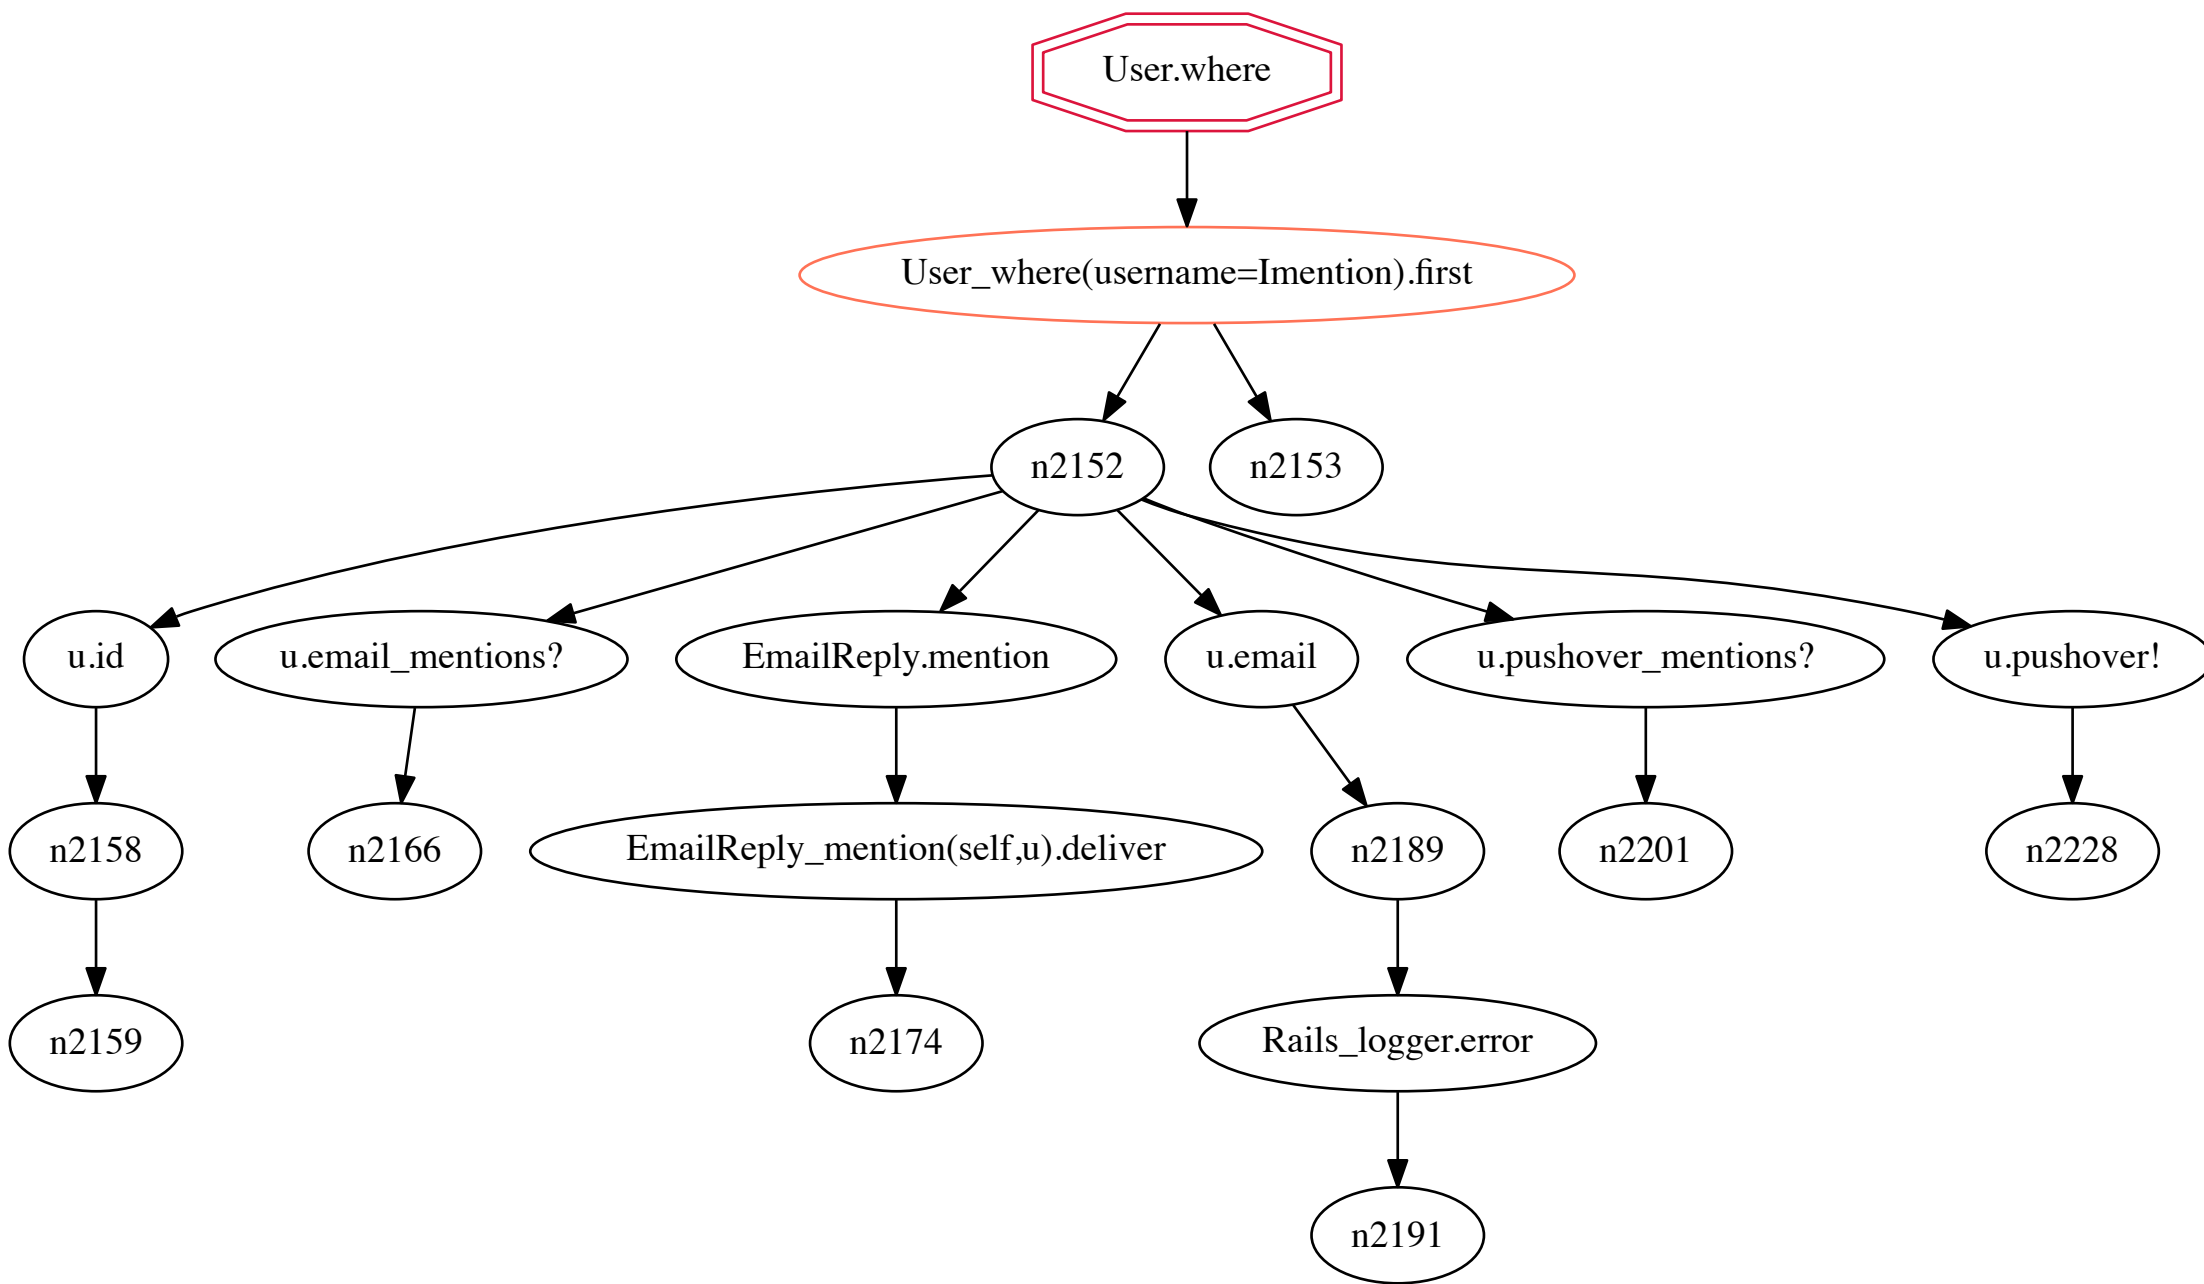 User.where
User_where(username=Imention).first
n2152
n2153
u.id
u.email_mentions?
EmailReply.mention
u.email
u.pushover_mentions?
u.pushover!
n2158
n2166
EmailReply_mention(self,u).deliver
n2189
n2201
n2228
n2159
n2174
Rails_logger.error
n2191